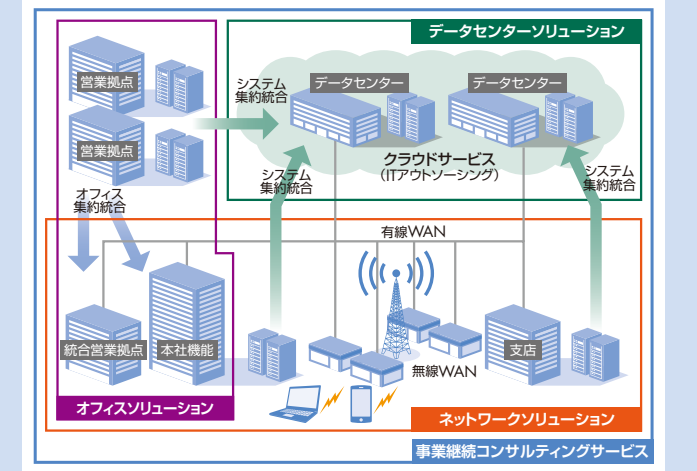 データセンターソリューション
営業拠点
システム
集約統合
データセンター
データセンター
営業拠点
クラウドサービス
(ITアウトソーシング)
システム
集約統合
システム
集約統合
オフィス
集約統合
有線WAN
統合営業拠点
本社機能
支店
無線WAN
オフィスソリューション
ネットワークソリューション
事業継続コンサルティングサービス